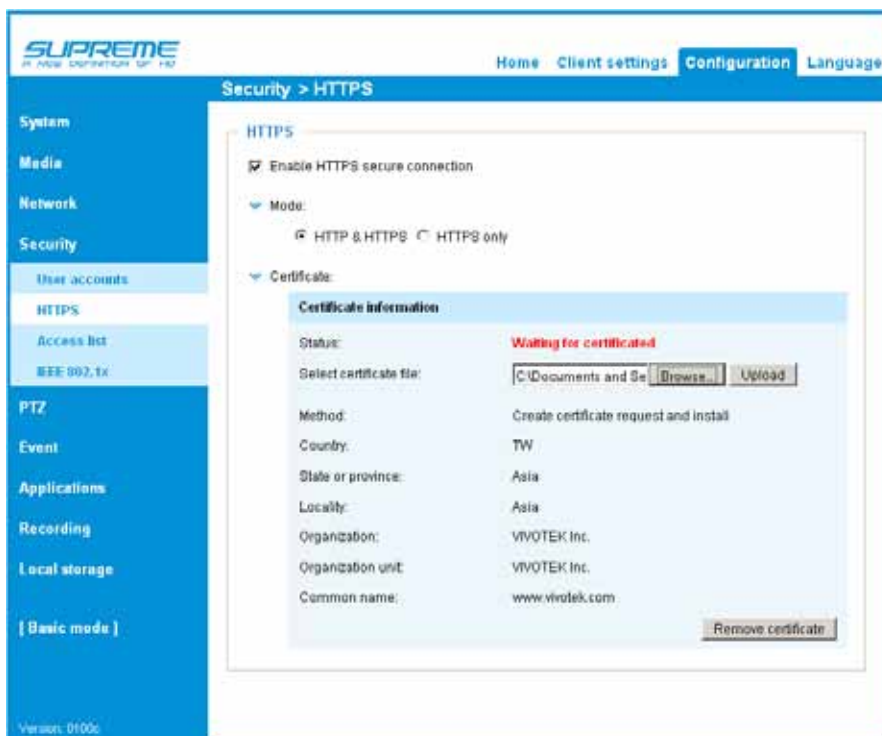 SUPREME
A NEW DEFINITION OF HD
Home Client settings Configuration Language
Security > HTTPS
System
Media
Network
Security
User accounts
HTTPS
Access list
IEEE 802.1x
PTZ
Event
Applications
Recording
Local storage
[ Basic mode ]
Version: 0100c
HTTPS
Enable HTTPS secure connection
Mode:
HTTP & HTTPS HTTPS only
Certificate:
Certificate information
Status: Waiting for certificated
Select certificate file: C:\Documents and Se Browse... Upload
Method: Create certificate request and install
Country: TW
State or province: Asia
Locality: Asia
Organization: VIVOTEK Inc.
Organization unit: VIVOTEK Inc.
Common name: www.vivotek.com
Remove certificate